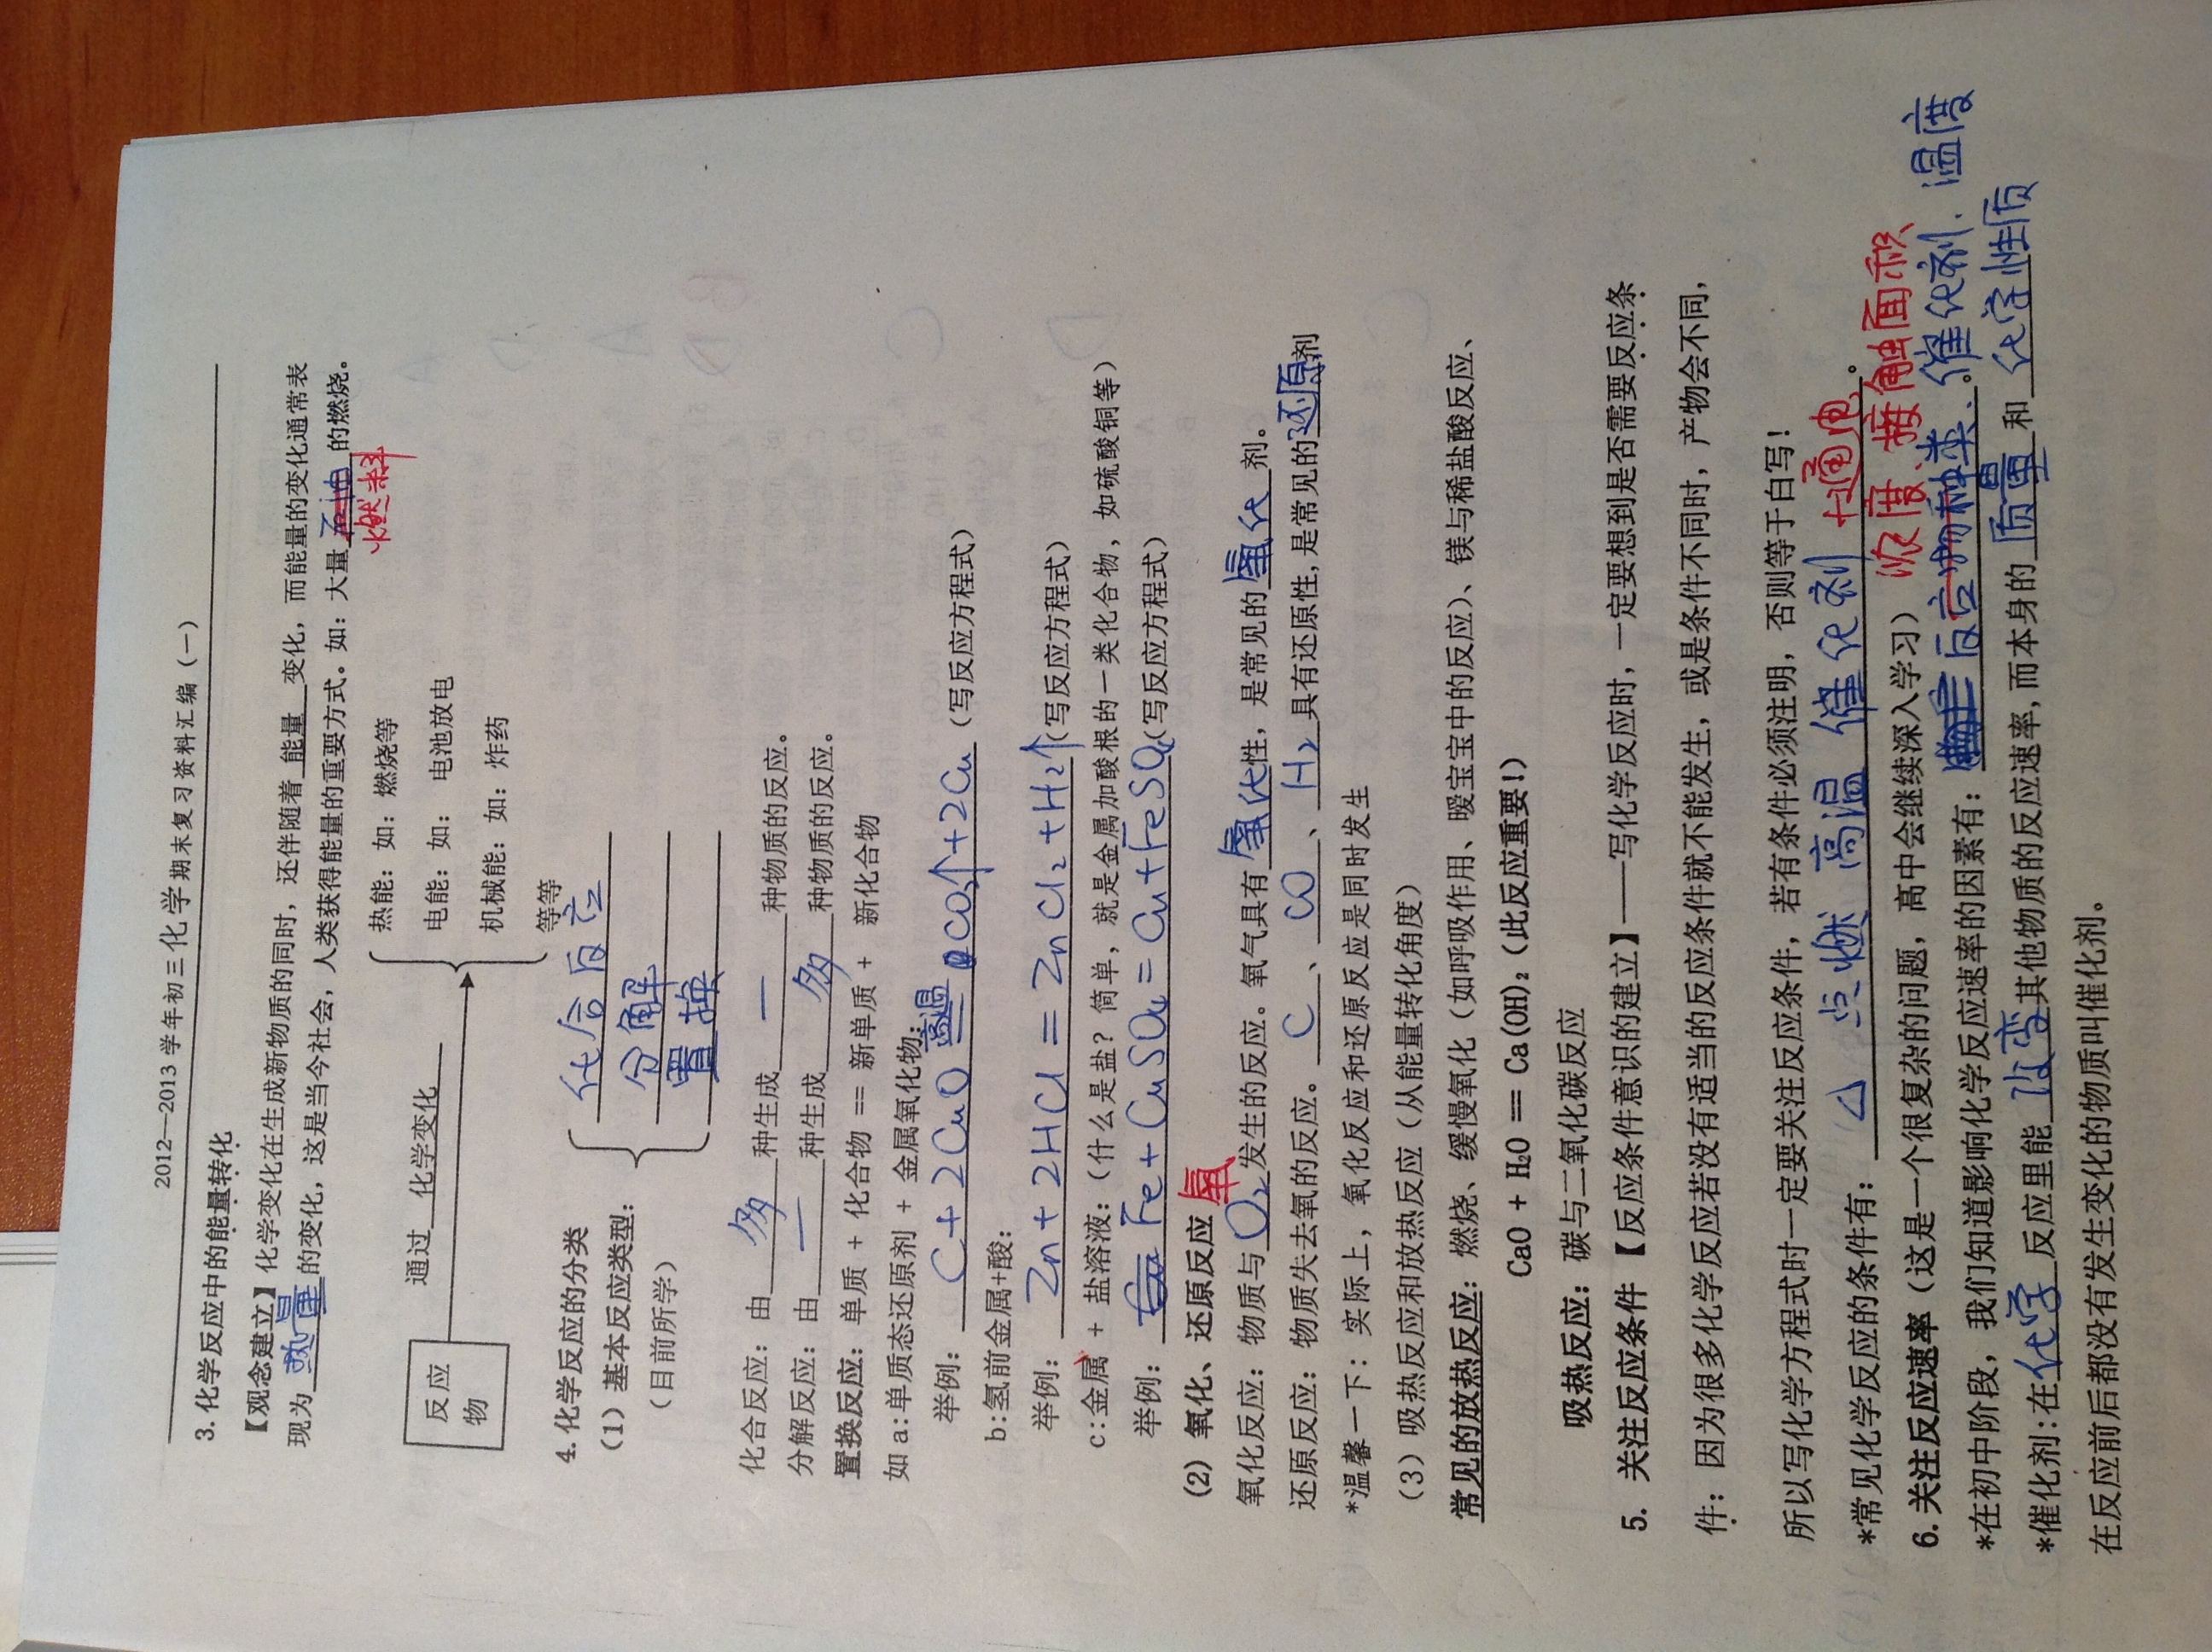 2012—2013 学年初三化学期末复习资料汇编（一）
3. 化学反应中的能量转化
【观念建立】化学变化在生成新物质的同时，还伴随着 能量 变化，而能量的变化通常表
现为 热量 的变化，这是当今社会，人类获得能量的重要方式。如：大量 石油 的燃烧。
燃料
热能：如：燃烧等
反应
物
通过 化学变化
电能：如： 电池放电
机械能：如：炸药
等等
4. 化学反应的分类
（1）基本反应类型：
（目前所学）
化合反应
分解
置换
化合反应：由 多 种生成 一 种物质的反应。
分解反应：由 一 种生成 多 种物质的反应。
置换反应：单质 + 化合物 == 新单质 + 新化合物
如 a:单质态还原剂 + 金属氧化物：
举例： C + 2CuO 高温 = CO₂↑ + 2Cu （写反应方程式）
b:氢前金属+酸：
举例： Zn + 2HCl = ZnCl₂ + H₂↑（写反应方程式）
c:金属 + 盐溶液：（什么是盐？简单，就是金属加酸根的一类化合物，如硫酸铜等）
举例： Fe + CuSO₄ = Cu + FeSO₄（写反应方程式）
(2) 氧化、还原反应 氧
氧化反应：物质与 O₂ 发生的反应。氧气具有 氧化 性，是常见的 氧化 剂。
还原反应：物质失去氧的反应。 C 、 CO 、 H₂ 具有还原性，是常见的 还原 剂
*温馨一下：实际上，氧化反应和还原反应是同时发生
（3）吸热反应和放热反应（从能量转化角度）
常见的放热反应：燃烧、缓慢氧化（如呼吸作用、暧宝宝中的反应）、镁与稀盐酸反应、
CaO + H₂O == Ca(OH)₂（此反应重要！）
吸热反应：碳与二氧化碳反应
5. 关注反应条件 【反应条件意识的建立】——写化学反应时，一定要想到是否需要反应条
件：因为很多化学反应若没有适当的反应条件就不能发生，或是条件不同时，产物会不同，
所以写化学方程式时一定要关注反应条件，若有条件必须注明，否则等于白写！
*常见化学反应的条件有： △ 点燃 高温 催化剂 +通电 。
6. 关注反应速率（这是一个很复杂的问题，高中会继续深入学习） 浓度、接触面积
*在初中阶段，我们知道影响化学反应速率的因素有： 反应物种类、。催化剂、温度
*催化剂：在 化学 反应里能 改变 其他物质的反应速率，而本身的 质量 和 化学性质
在反应前后都没有发生变化的物质叫催化剂。